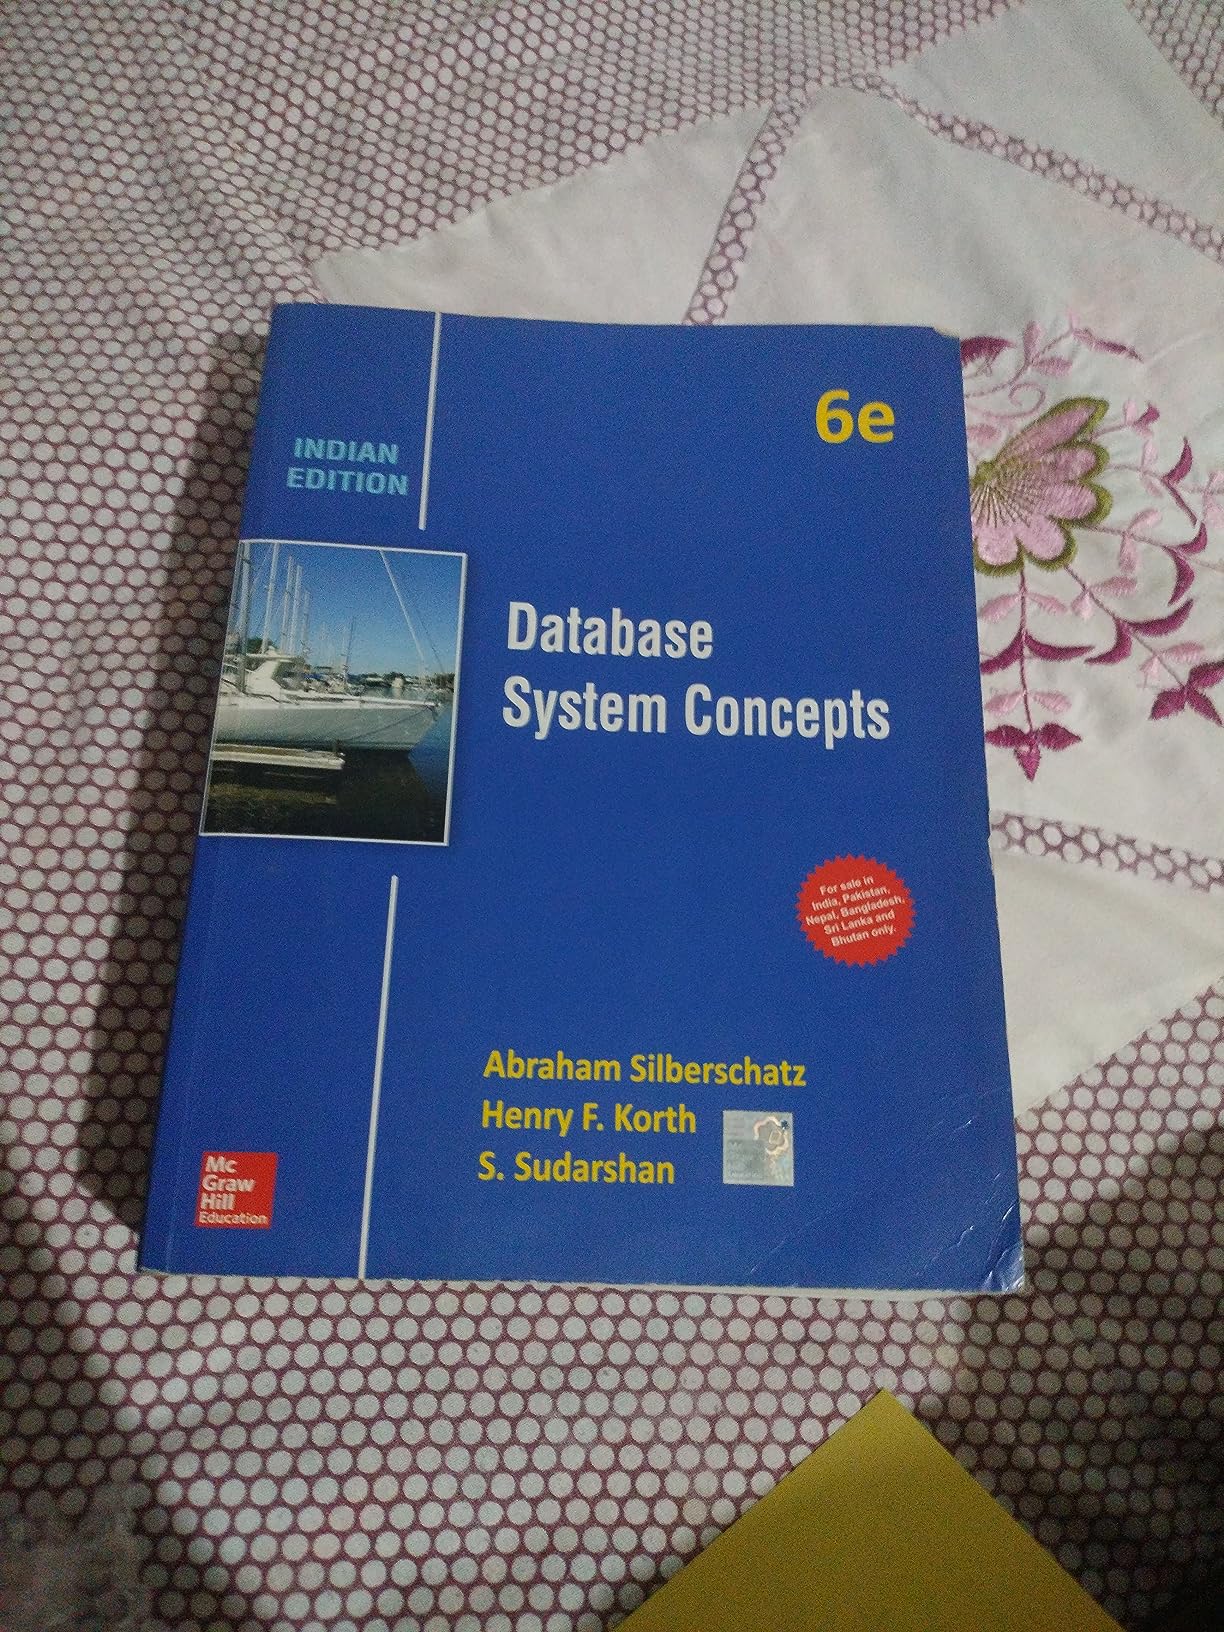 6e
INDIAN
EDITION
Database
System Concepts
For sale in
India, Pakistan,
Nepal, Bangladesh,
Sri Lanka and
Bhutan only.
Abraham Silberschatz
Henry F. Korth
S. Sudarshan
Mc
Graw
Hill
Education